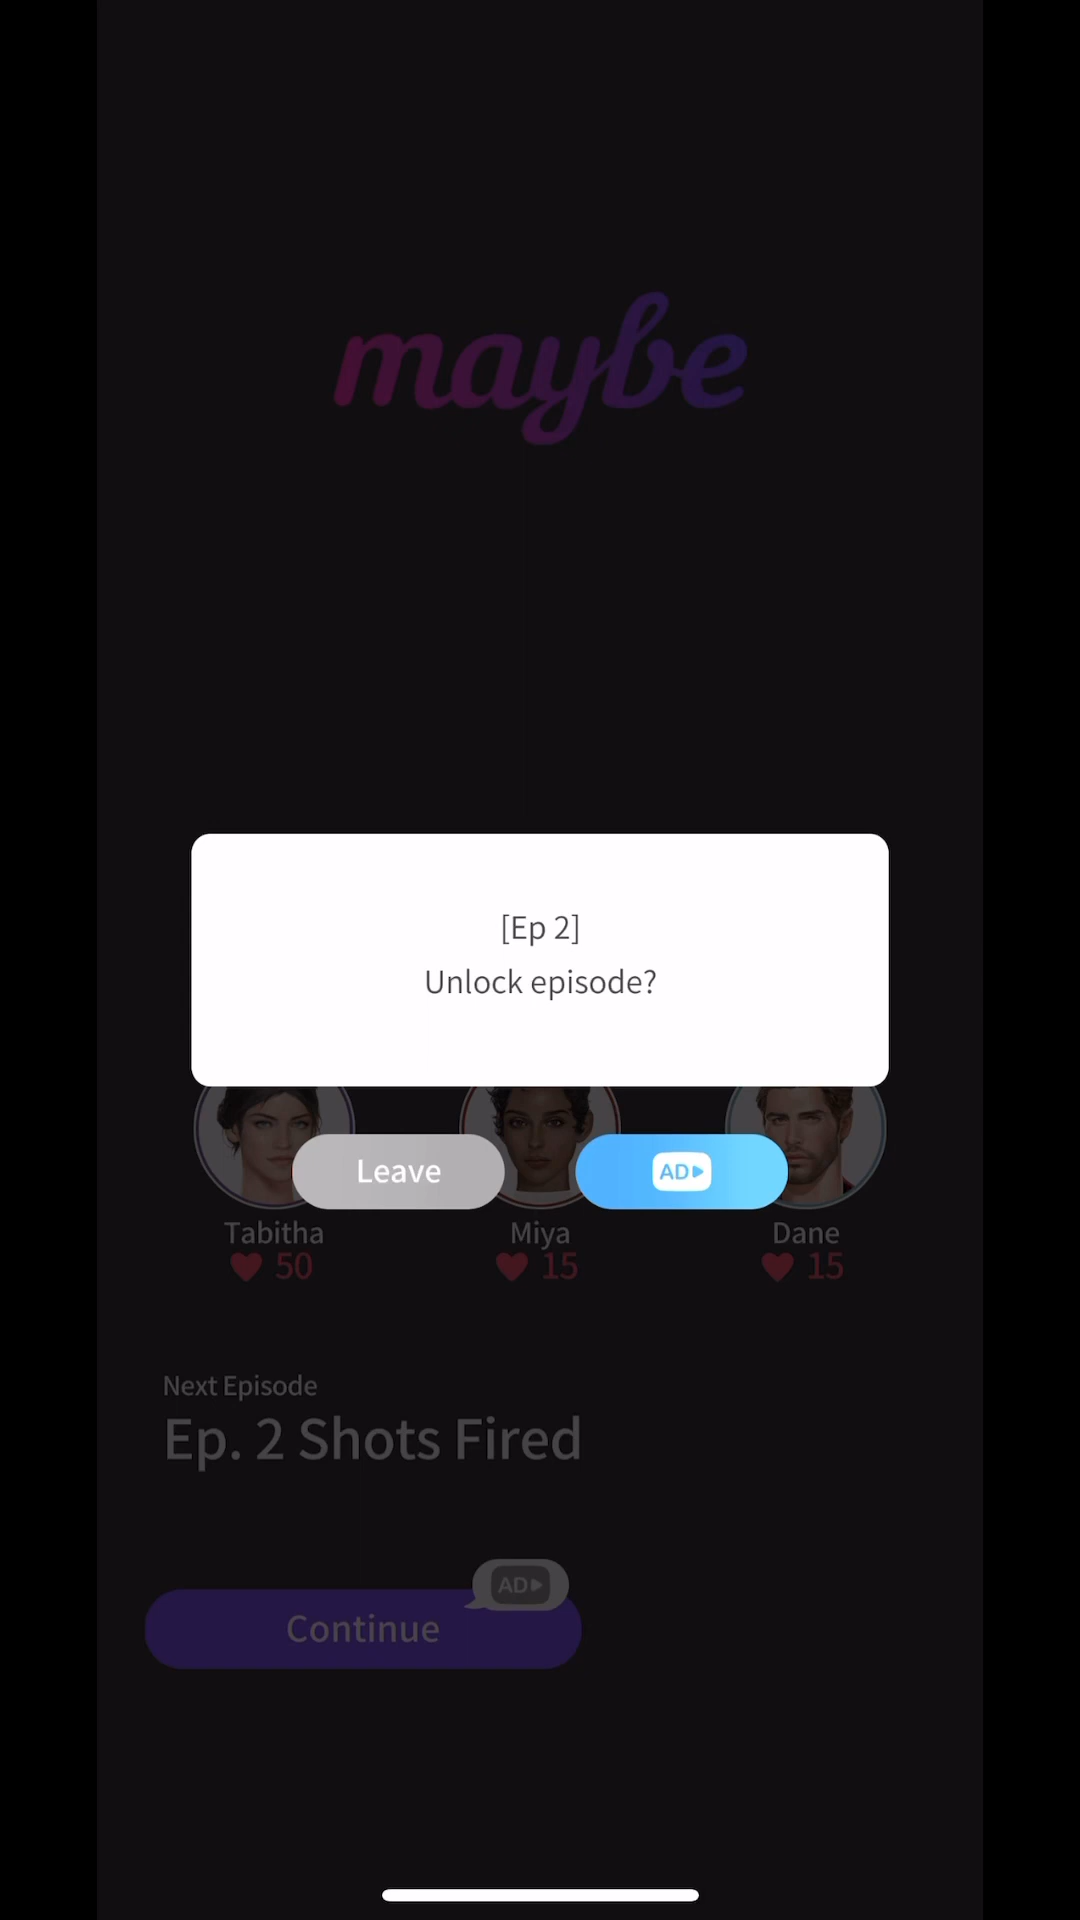 maybe
[Ep 2]
Unlock episode?
Leave
AD
Tabitha
Miya
Dane
50
15
15
Next Episode
Ep. 2 Shots Fired
AD
Continue